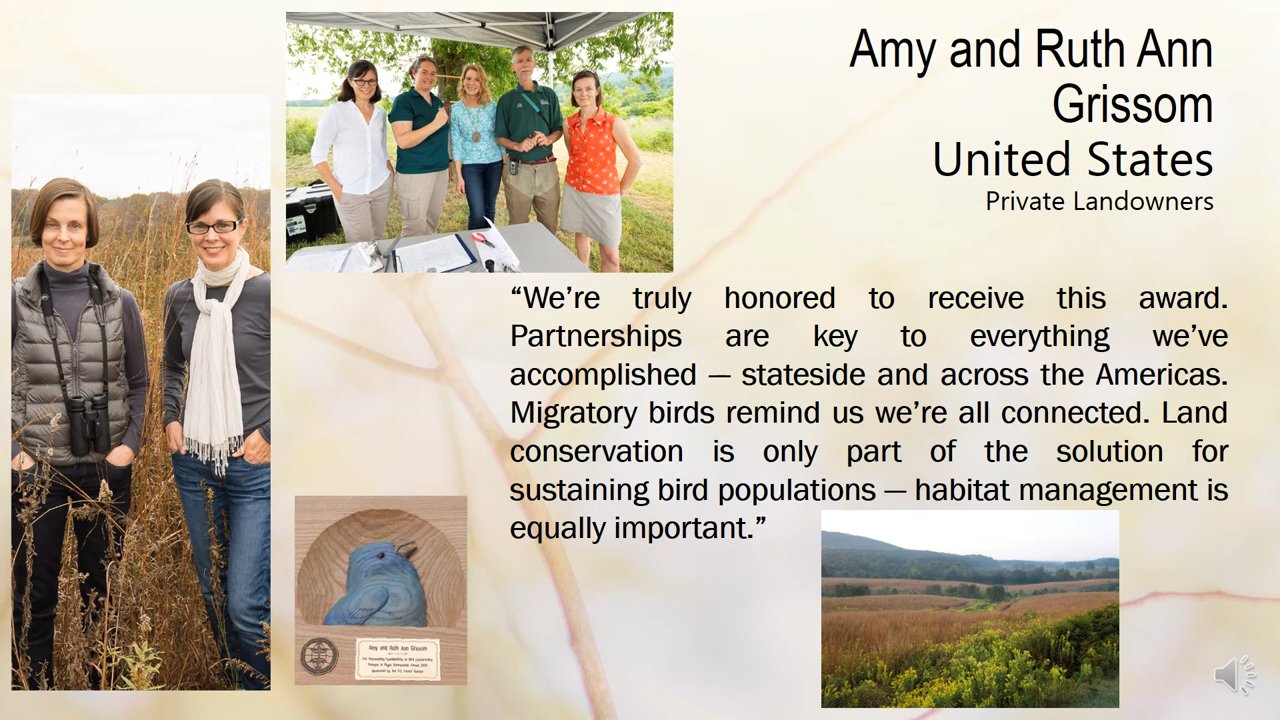 Amy and Ruth Ann
Grissom
United States
Private Landowners
“We’re truly honored to receive this award.
Partnerships are key to everything we’ve
accomplished — stateside and across the Americas.
Migratory birds remind us we’re all connected. Land
conservation is only part of the solution for
sustaining bird populations — habitat management is
equally important.”
Amy and Ruth Ann Grissom